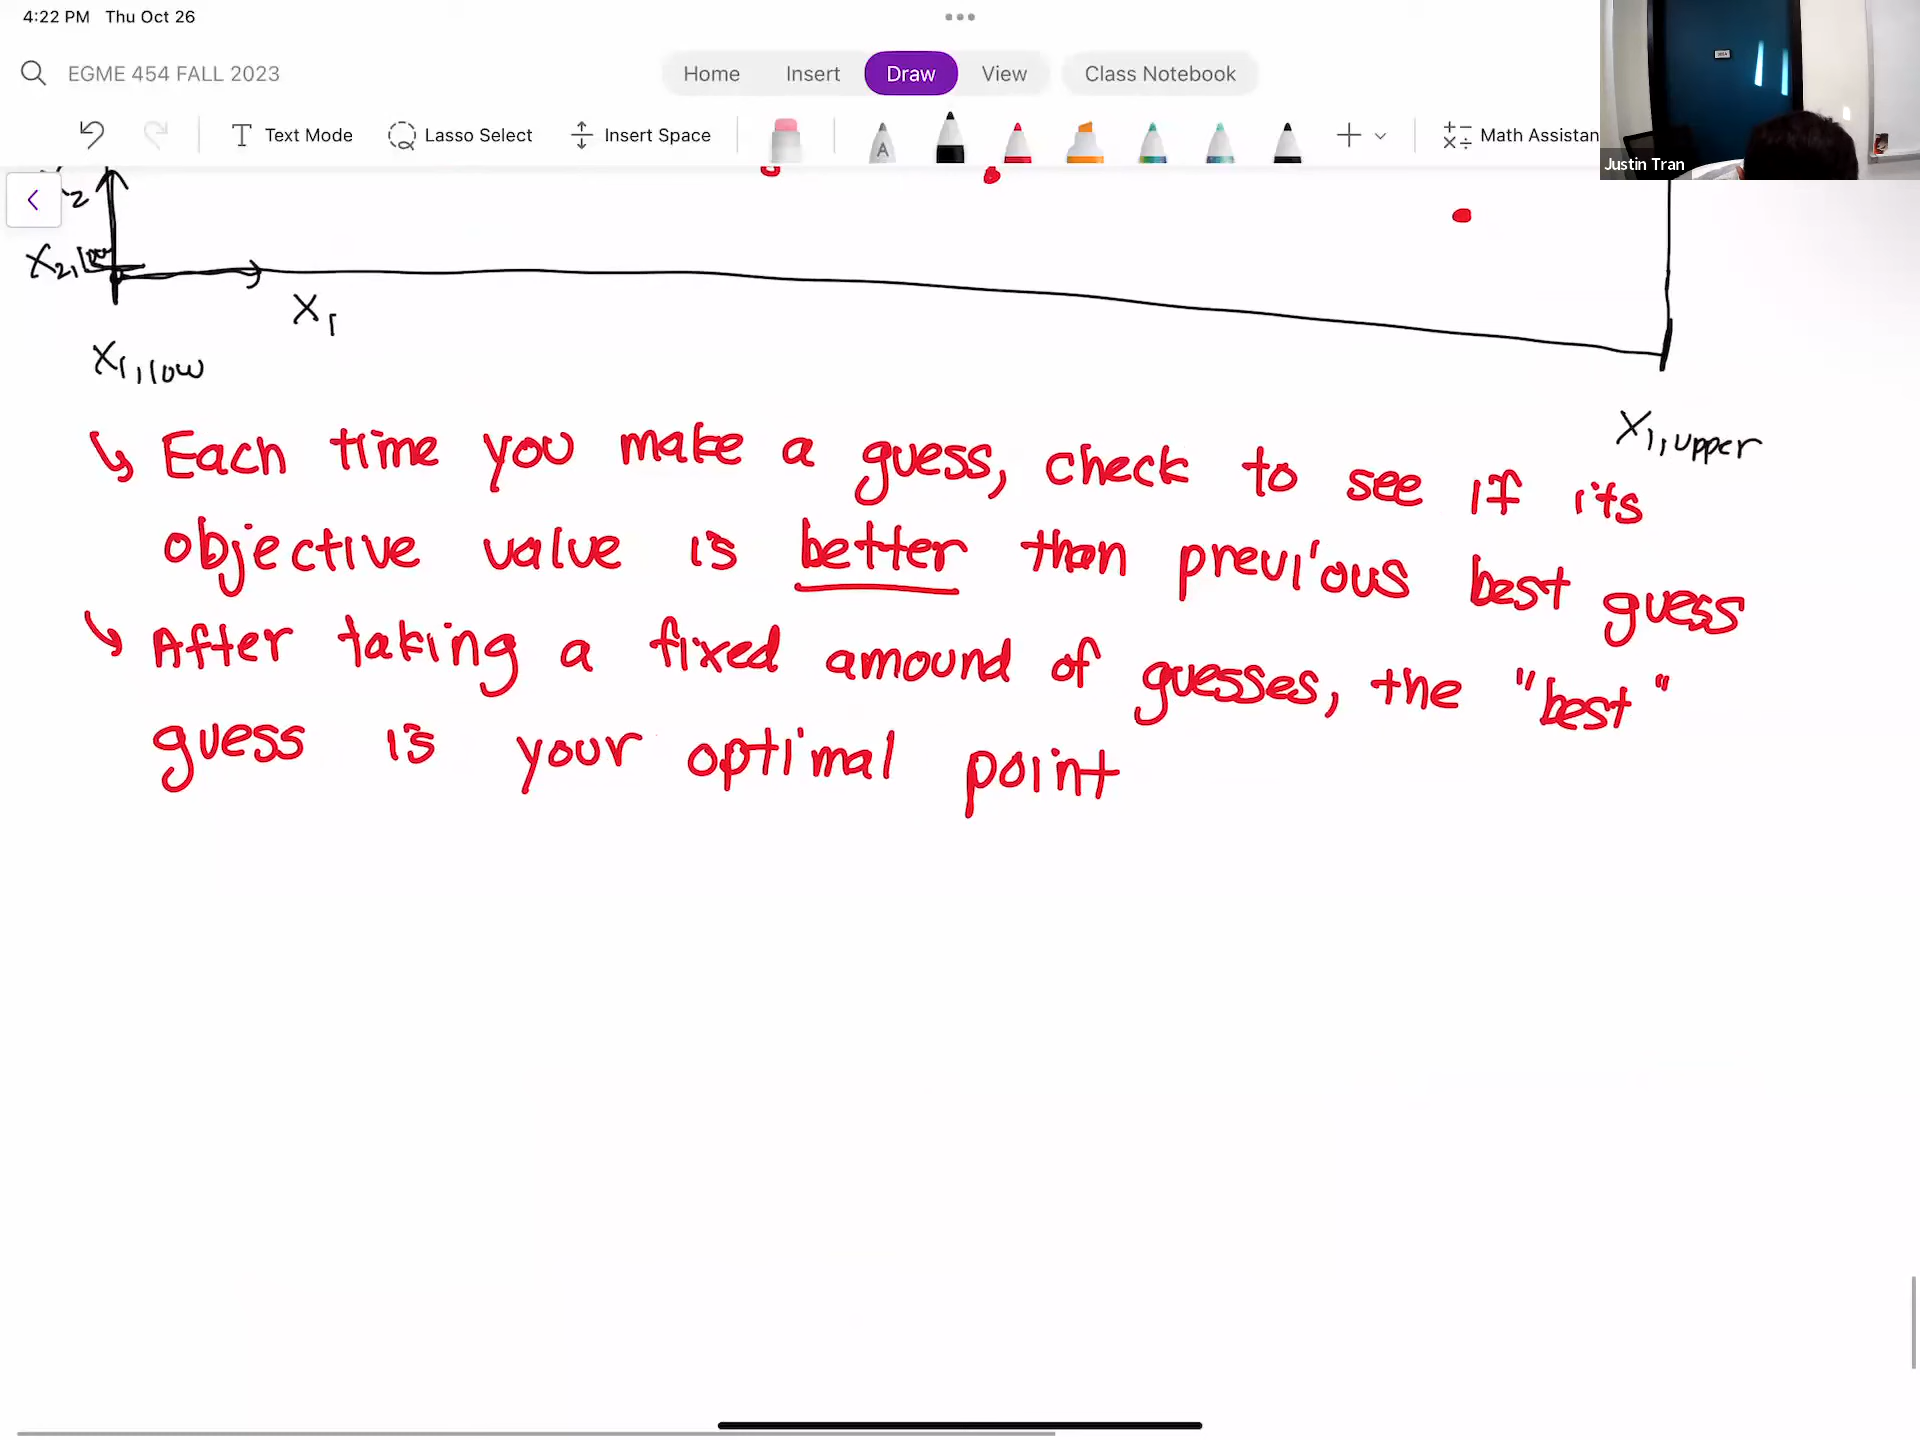 4:22 PM Thu Oct 26
EGME 454 FALL 2023
Home Insert Draw View Class Notebook
Text Mode Lasso Select Insert Space A Math Assistan
Justin Tran
X2,low
X1
X1,low
X1,upper
Each time you make a guess, check to see if its
objective value is better than previous best guess
After taking a fixed amount of guesses, the "best"
guess is your optimal point